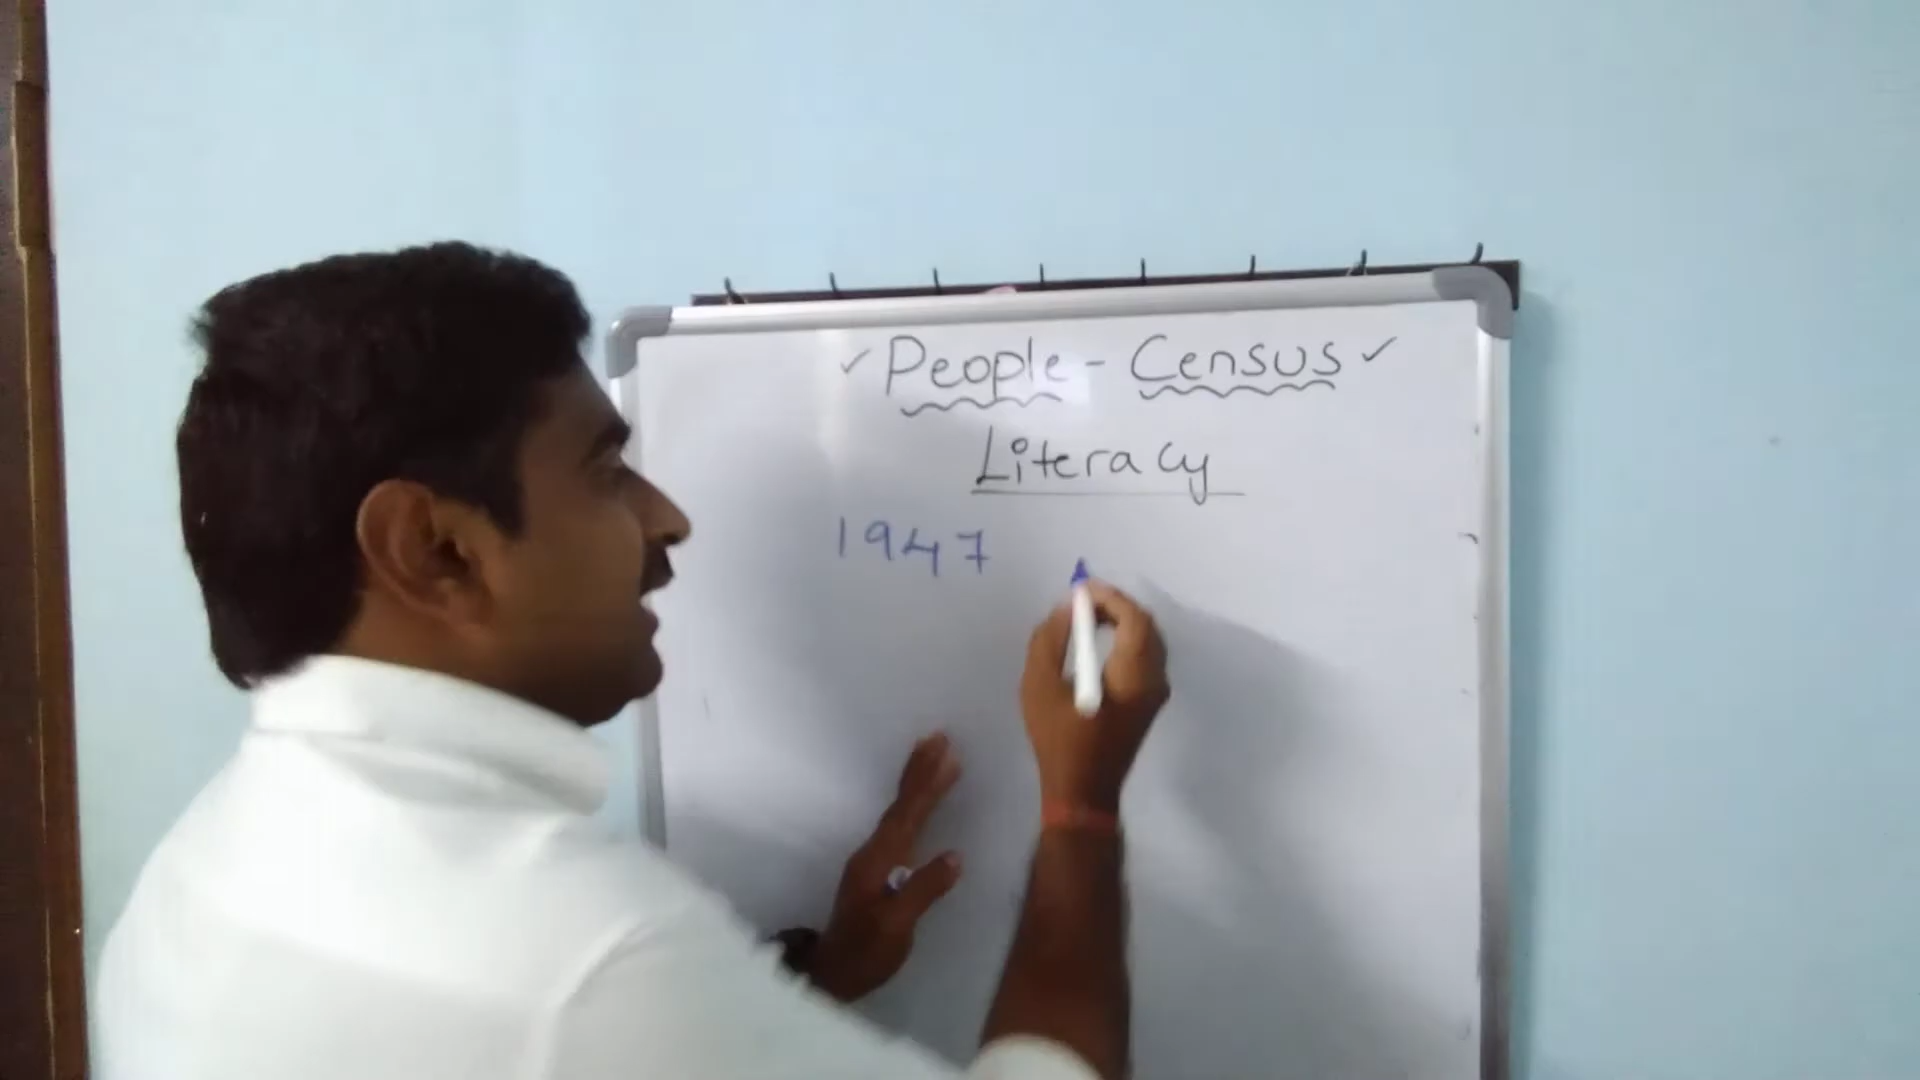 ✓ People - Census ✓
Literacy
1947